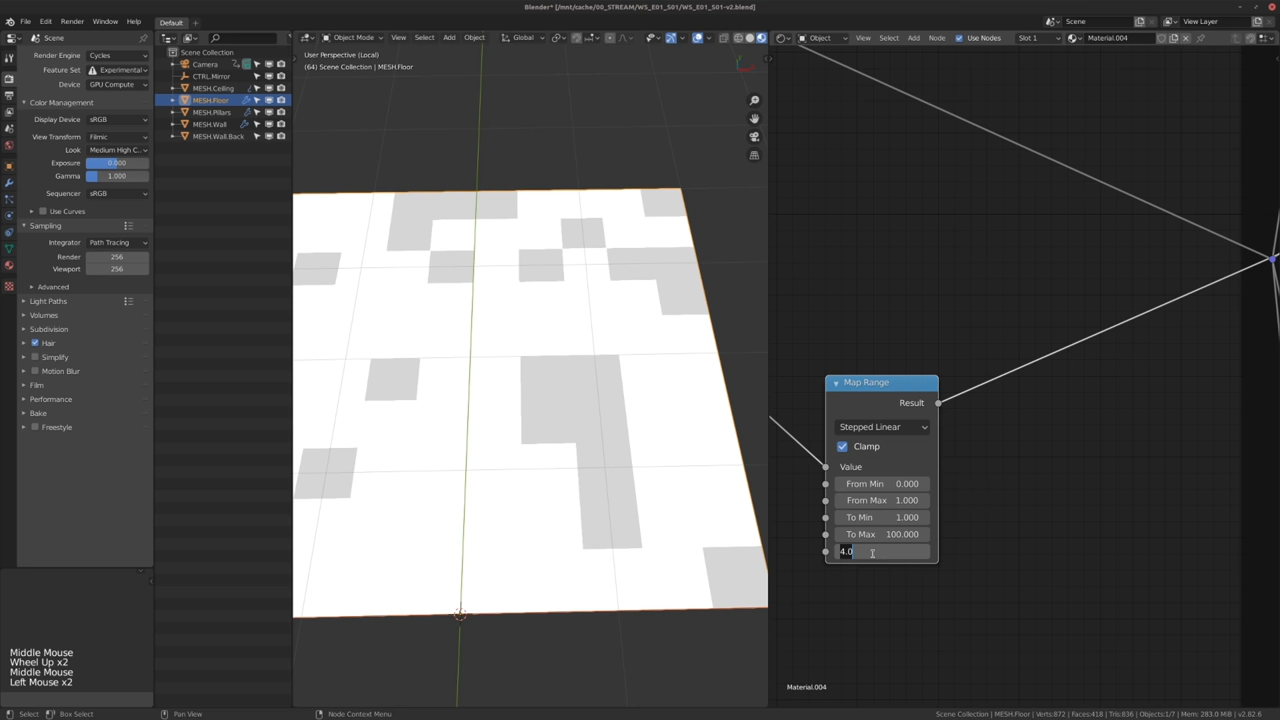 Blender* [/mnt/cache/00_STREAM/WS_E01_S01/WS_E01_S01-v2.blend]
File Edit Render Window Help
Default
Scene
View Layer
Scene
Render Engine Cycles
Feature Set Experimental
Device GPU Compute
Color Management
Display Device sRGB
View Transform Filmic
Look Medium High C...
Exposure 0.000
Gamma 1.000
Sequencer sRGB
Use Curves
Sampling
Integrator Path Tracing
Render 256
Viewport 256
Advanced
Light Paths
Volumes
Subdivision
Hair
Simplify
Motion Blur
Film
Performance
Bake
Freestyle
Middle Mouse
Wheel Up x2
Middle Mouse
Left Mouse x2
Scene Collection
Camera
CTRL.Mirror
MESH.Ceiling
MESH.Floor
MESH.Pillars
MESH.Wall
MESH.Wall.Back
Object Mode View Select Add Object Global
User Perspective (Local)
(64) Scene Collection | MESH.Floor
Object View Select Add Node Use Nodes Slot 1 Material.004
Map Range
Result
Stepped Linear
Clamp
Value
From Min 0.000
From Max 1.000
To Min 1.000
To Max 100.000
4.0
Material.004
Select Box Select Pan View Node Context Menu
Scene Collection | MESH.Floor | Verts:872 | Faces:418 | Tris:836 | Objects:1/7 | Mem: 283.0 MiB | v2.82.6